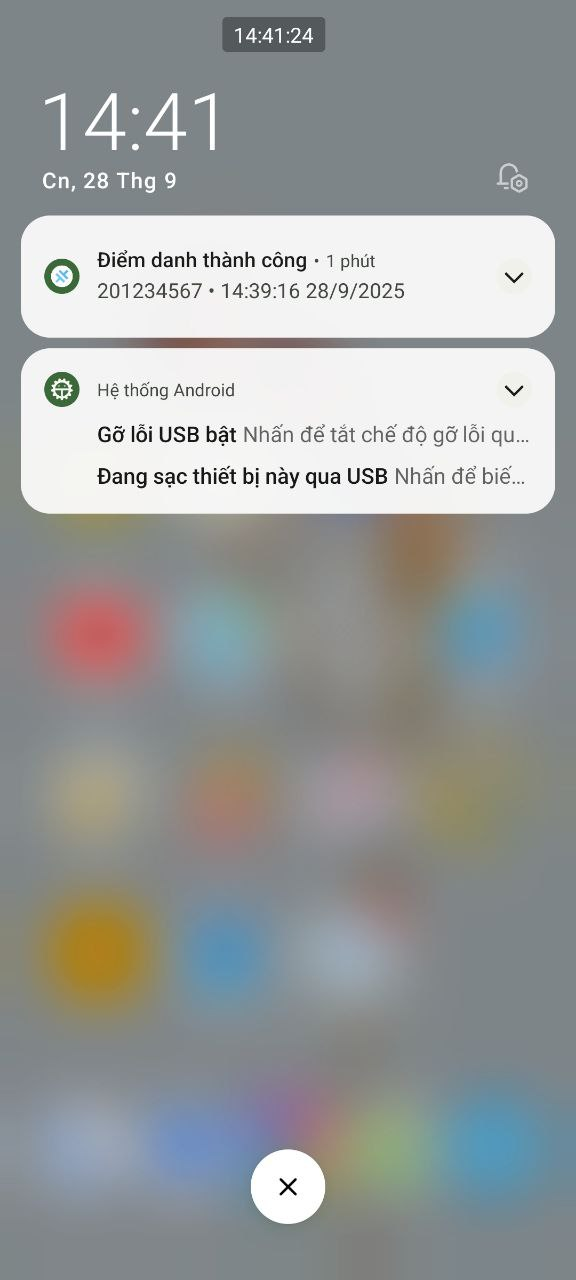 14:41:24
14:41
Cn, 28 Thg 9
Điểm danh thành công • 1 phút
201234567 • 14:39:16 28/9/2025
Hệ thống Android
Gỡ lỗi USB bật Nhấn để tắt chế độ gỡ lỗi qu...
Đang sạc thiết bị này qua USB Nhấn để biế...